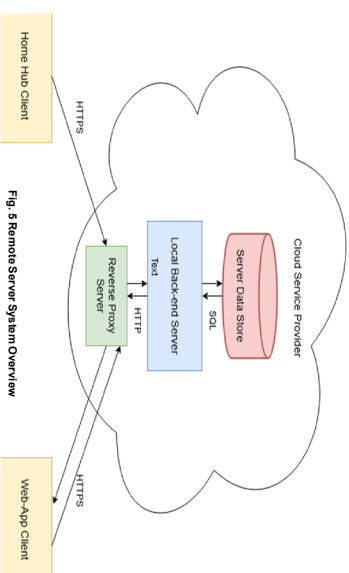 Cloud Service Provider
Server Data Store
SQL
Local Back-end Server
Text
HTTP
Reverse Proxy
Server
HTTPS
HTTPS
Home Hub Client
Web-App Client
Fig. 5 Remote Server System Overview